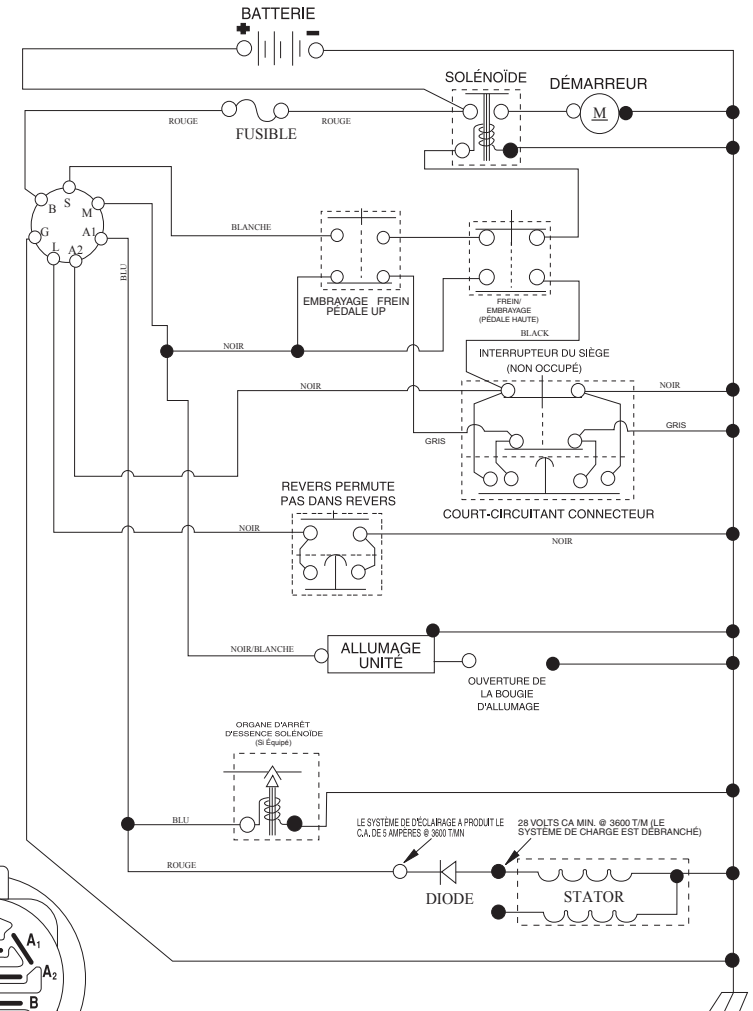 BATTERIE
+ -
SOLÉNOÏDE
DÉMARREUR
M
ROUGE
FUSIBLE
ROUGE
B
S
M
G
A1
L
A2
BLU
BLANCHE
EMBRAYAGE FREIN
PÉDALE UP
FREIN/
EMBRAYAGE
(PÉDALE HAUTE)
BLACK
NOIR
INTERRUPTEUR DU SIÈGE
(NON OCCUPÉ)
NOIR
NOIR
GRIS
GRIS
COURT-CIRCUITANT CONNECTEUR
REVERS PERMUTE
PAS DANS REVERS
NOIR
NOIR
NOIR/BLANCHE
ALLUMAGE
UNITÉ
OUVERTURE DE
LA BOUGIE
D'ALLUMAGE
ORGANE D'ARRÊT
D'ESSENCE SOLÉNOÏDE
(Si Équipé)
BLU
LE SYSTÈME DE D'ÉCLAIRAGE A PRODUIT LE
C.A. DE 5 AMPÈRES @ 3600 T/MN
28 VOLTS CA MIN. @ 3600 T/M (LE
SYSTÈME DE CHARGE EST DÉBRANCHÉ)
ROUGE
DIODE
STATOR
A1
A2
B